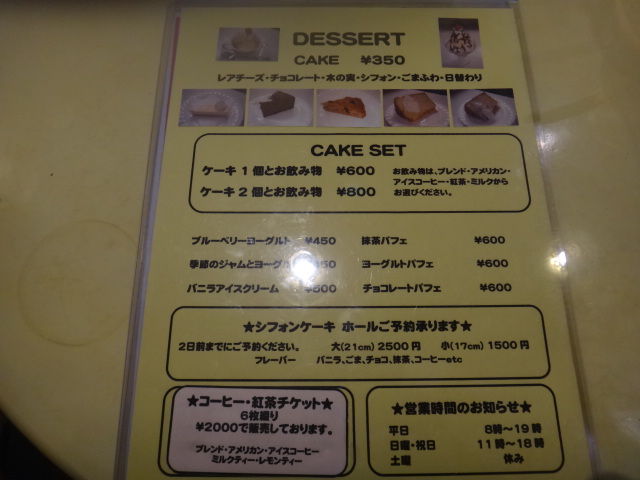 DESSERT
CAKE ¥350
レアチーズ・チョコレート・木の実・シフォン・ごまふわ・日替わり
CAKE SET
ケーキ 1 個とお飲み物 ¥600
ケーキ 2 個とお飲み物 ¥800
お飲み物は、ブレンド・アメリカン・
アイスコーヒー・紅茶・ミルクから
お選びください。
ブルーベリーヨーグルト ¥450 抹茶パフェ ¥600
季節のジャムとヨーグルト ヨーグルトパフェ ¥600
バニラアイスクリーム チョコレートパフェ ¥600
★シフォンケーキ ホールご予約承ります★
2日前までにご予約ください。 大(21cm) 2500円 小(17cm) 1500円
フレーバー バニラ、ごま、チョコ、抹茶、コーヒーetc
★コーヒー・紅茶チケット★
6枚綴り
¥2000で販売しております。
ブレンド・アメリカン・アイスコーヒー
ミルクティー・レモンティー
★営業時間のお知らせ★
平日 8時～19時
日曜・祝日 11時～18時
土曜 休み